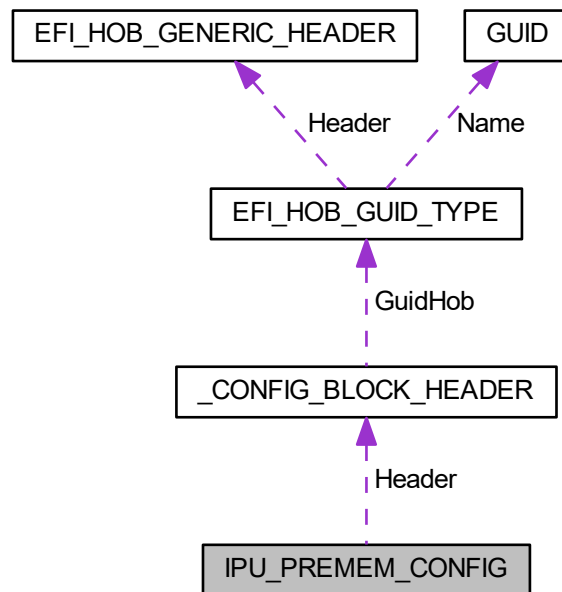 EFI_HOB_GENERIC_HEADER
GUID
Header
Name
EFI_HOB_GUID_TYPE
GuidHob
_CONFIG_BLOCK_HEADER
Header
IPU_PREMEM_CONFIG